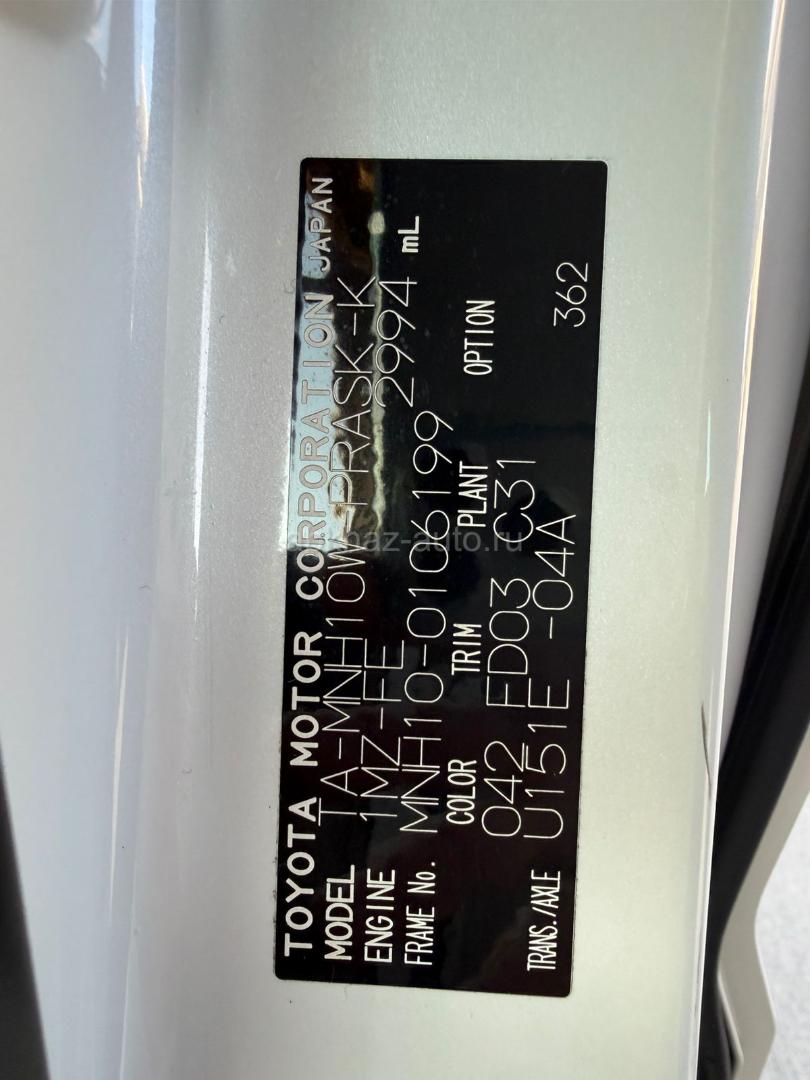 TOYOTA MOTOR CORPORATION JAPAN
MODEL TA-MNH10W-PRASK-K
ENGINE 1MZ-FE 2994 mL
FRAME No. MNH10-0106199
COLOR TRIM PLANT OPTION
042 FD03 C31
TRANS./AXLE U151E -04A 362